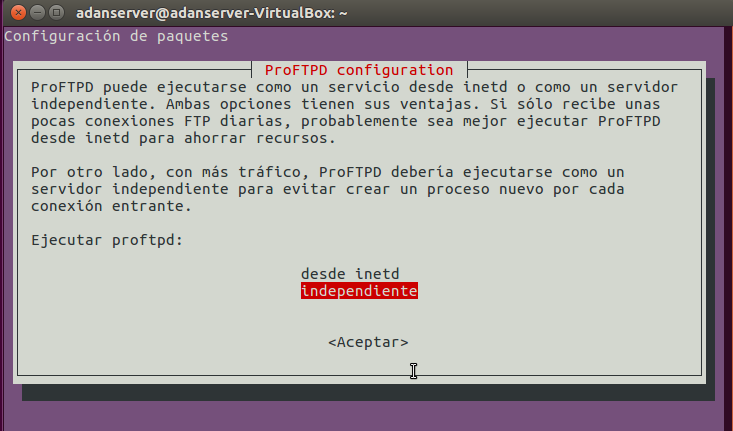 adanserver@adanserver-VirtualBox: ~
Configuración de paquetes
ProFTPD configuration
ProFTPD puede ejecutarse como un servicio desde inetd o como un servidor
independiente. Ambas opciones tienen sus ventajas. Si sólo recibe unas
pocas conexiones FTP diarias, probablemente sea mejor ejecutar ProFTPD
desde inetd para ahorrar recursos.
Por otro lado, con más tráfico, ProFTPD debería ejecutarse como un
servidor independiente para evitar crear un proceso nuevo por cada
conexión entrante.
Ejecutar proftpd:
desde inetd
independiente
<Aceptar>